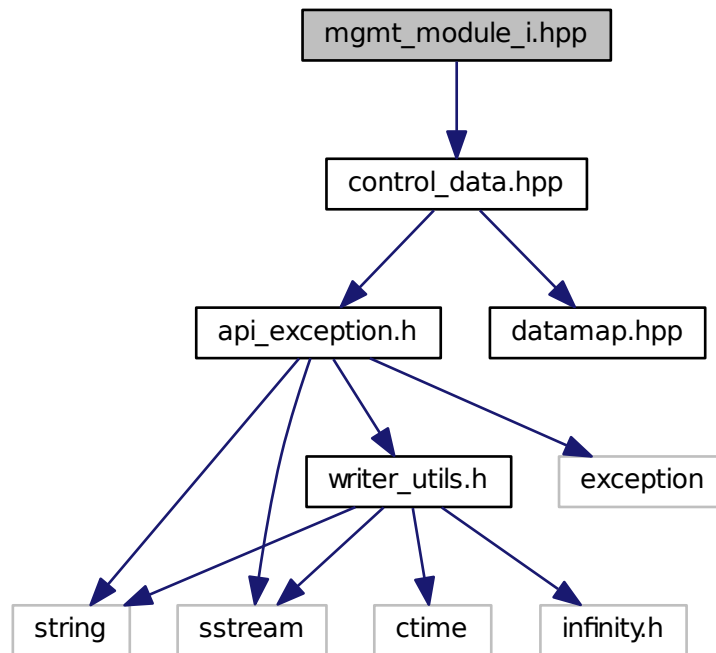 mgmt_module_i.hpp
control_data.hpp
api_exception.h
datamap.hpp
writer_utils.h
exception
string
sstream
ctime
infinity.h